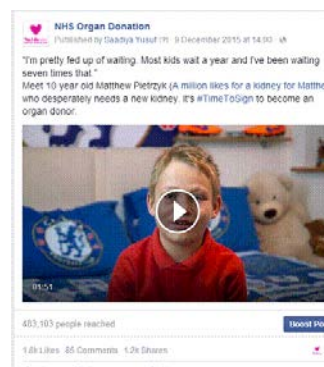 NHS Organ Donation
Published by Saadiya Yusuf [?] · 9 December 2015 at 14:00 ·
"I'm pretty fed up of waiting. Most kids wait a year and I've been waiting
seven times that."
Meet 10 year old Matthew Pietrzyk (A million likes for a kidney for Matthe
who desperately needs a new kidney. It's #TimeToSign to become an
organ donor.
01:51
483,193 people reached
Boost Po
1.8k Likes 85 Comments 1.2k Shares